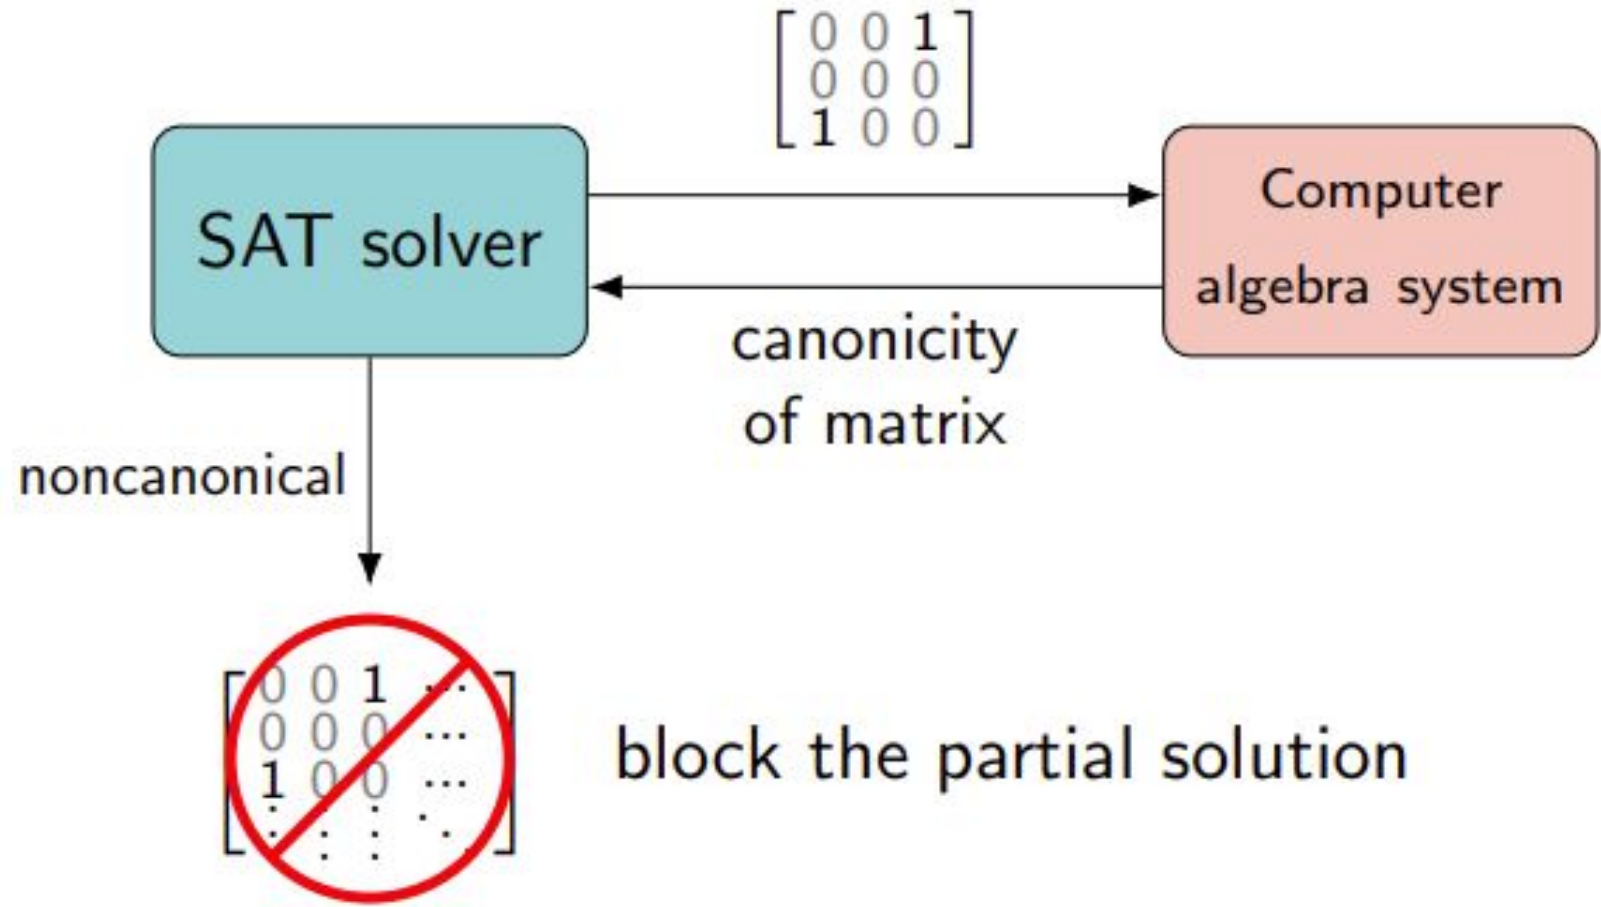 0 0 1
0 0 0
1 0 0
SAT solver
Computer
algebra system
canonicity
of matrix
noncanonical
0 0 1 ...
0 0 0 ...
1 0 0 ...
block the partial solution